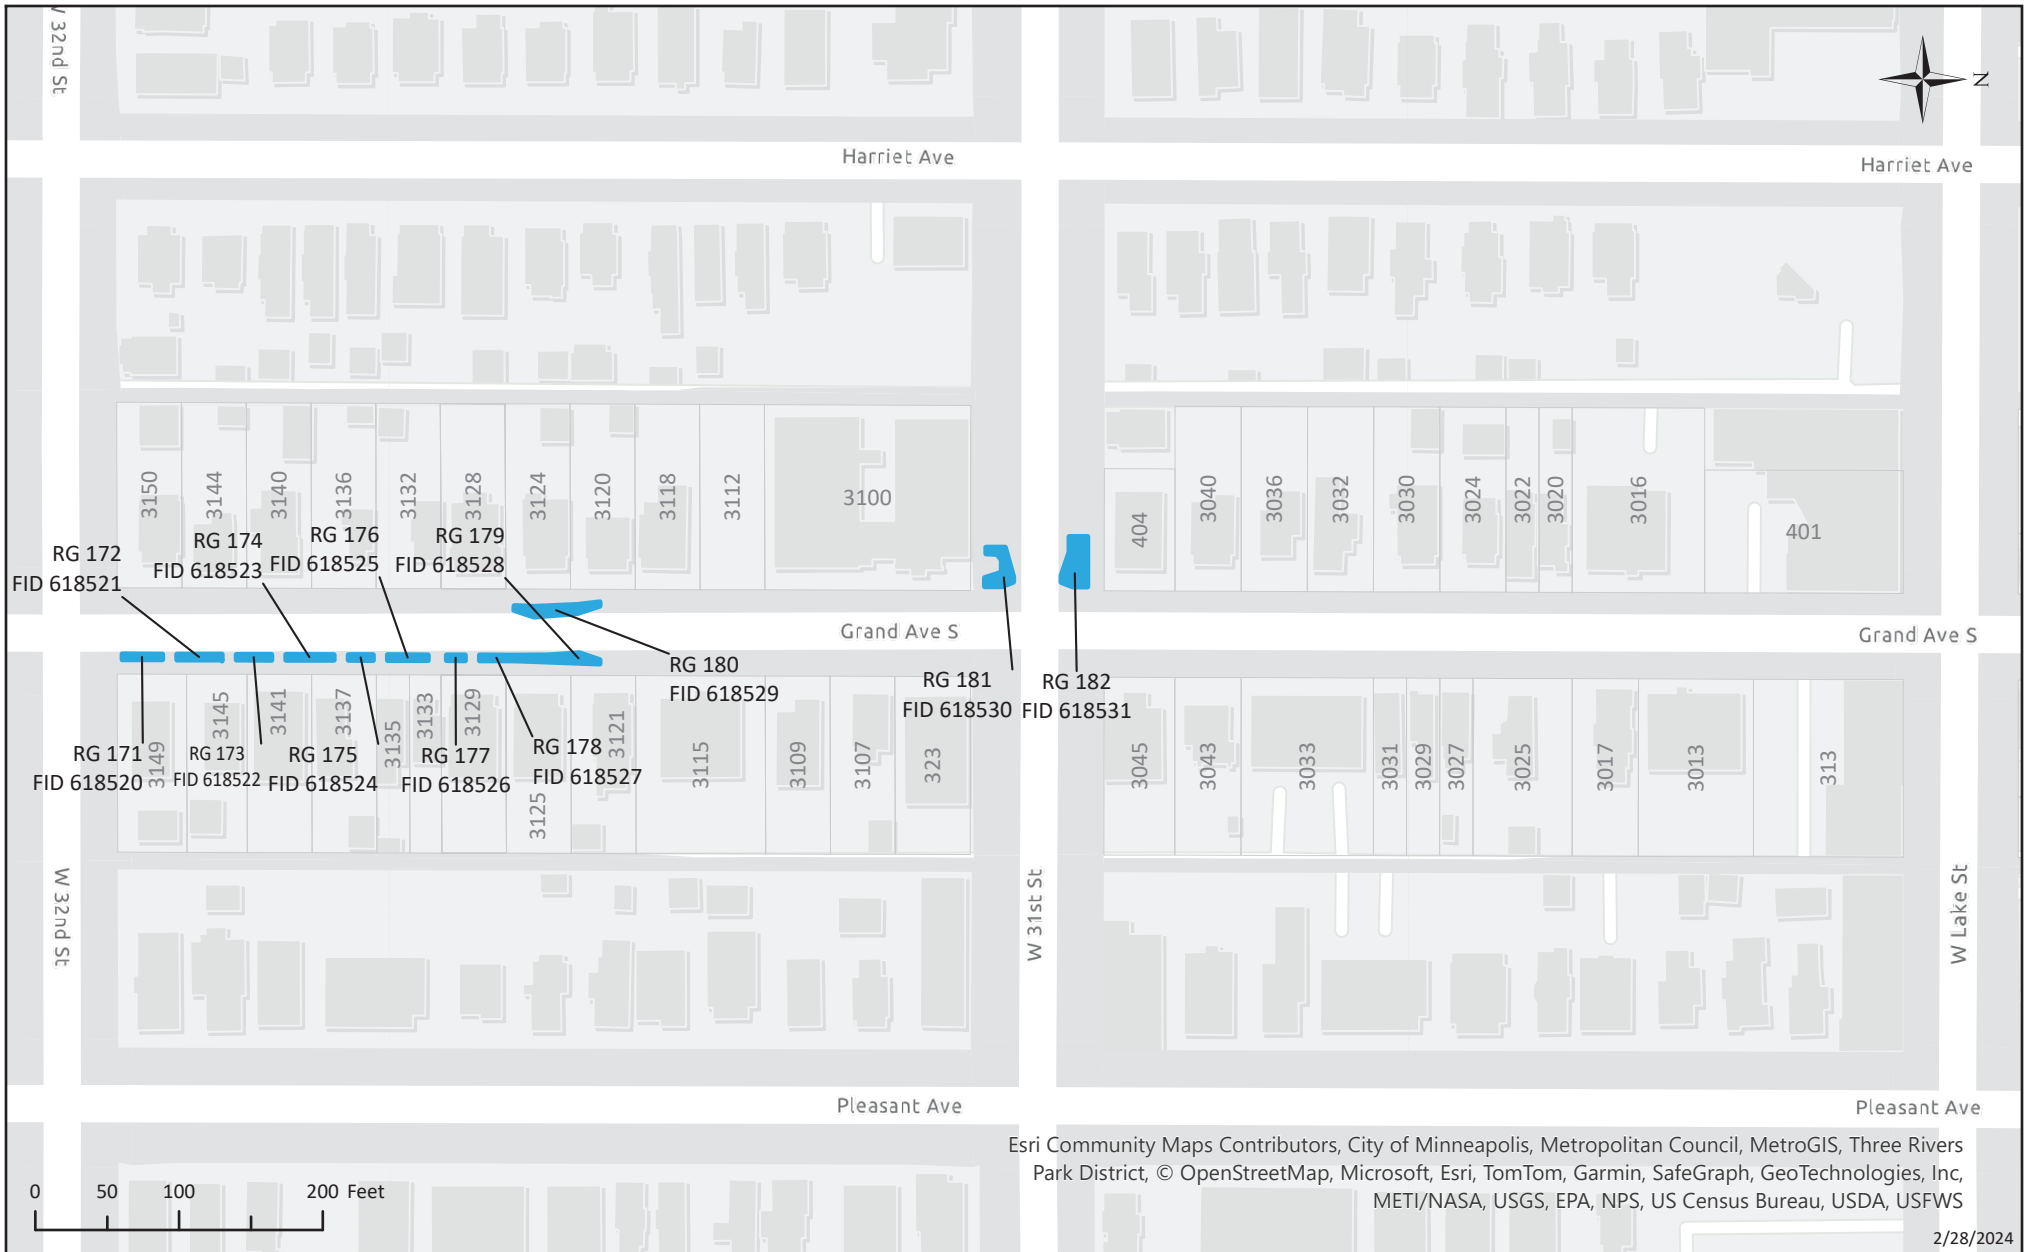 W 32nd St
N
Harriet Ave
Harriet Ave
3150
3144
3140
3136
3132
3128
3124
3120
3118
3112
3100
404
3040
3036
3032
3030
3024
3022
3020
3016
401
RG 172
FID 618521
RG 174
FID 618523
RG 176
FID 618525
RG 179
FID 618528
Grand Ave S
Grand Ave S
RG 180
FID 618529
RG 181
FID 618530
RG 182
FID 618531
3149
3145
3141
3137
3135
3133
3129
3125
3121
3115
3109
3107
323
3045
3043
3033
3031
3029
3027
3025
3017
3013
313
RG 171
FID 618520
RG 173
FID 618522
RG 175
FID 618524
RG 177
FID 618526
RG 178
FID 618527
W 32nd St
W 31st St
W Lake St
Pleasant Ave
Pleasant Ave
Esri Community Maps Contributors, City of Minneapolis, Metropolitan Council, MetroGIS, Three Rivers
Park District, © OpenStreetMap, Microsoft, Esri, TomTom, Garmin, SafeGraph, GeoTechnologies, Inc,
METI/NASA, USGS, EPA, NPS, US Census Bureau, USDA, USFWS
0 50 100 200 Feet
2/28/2024